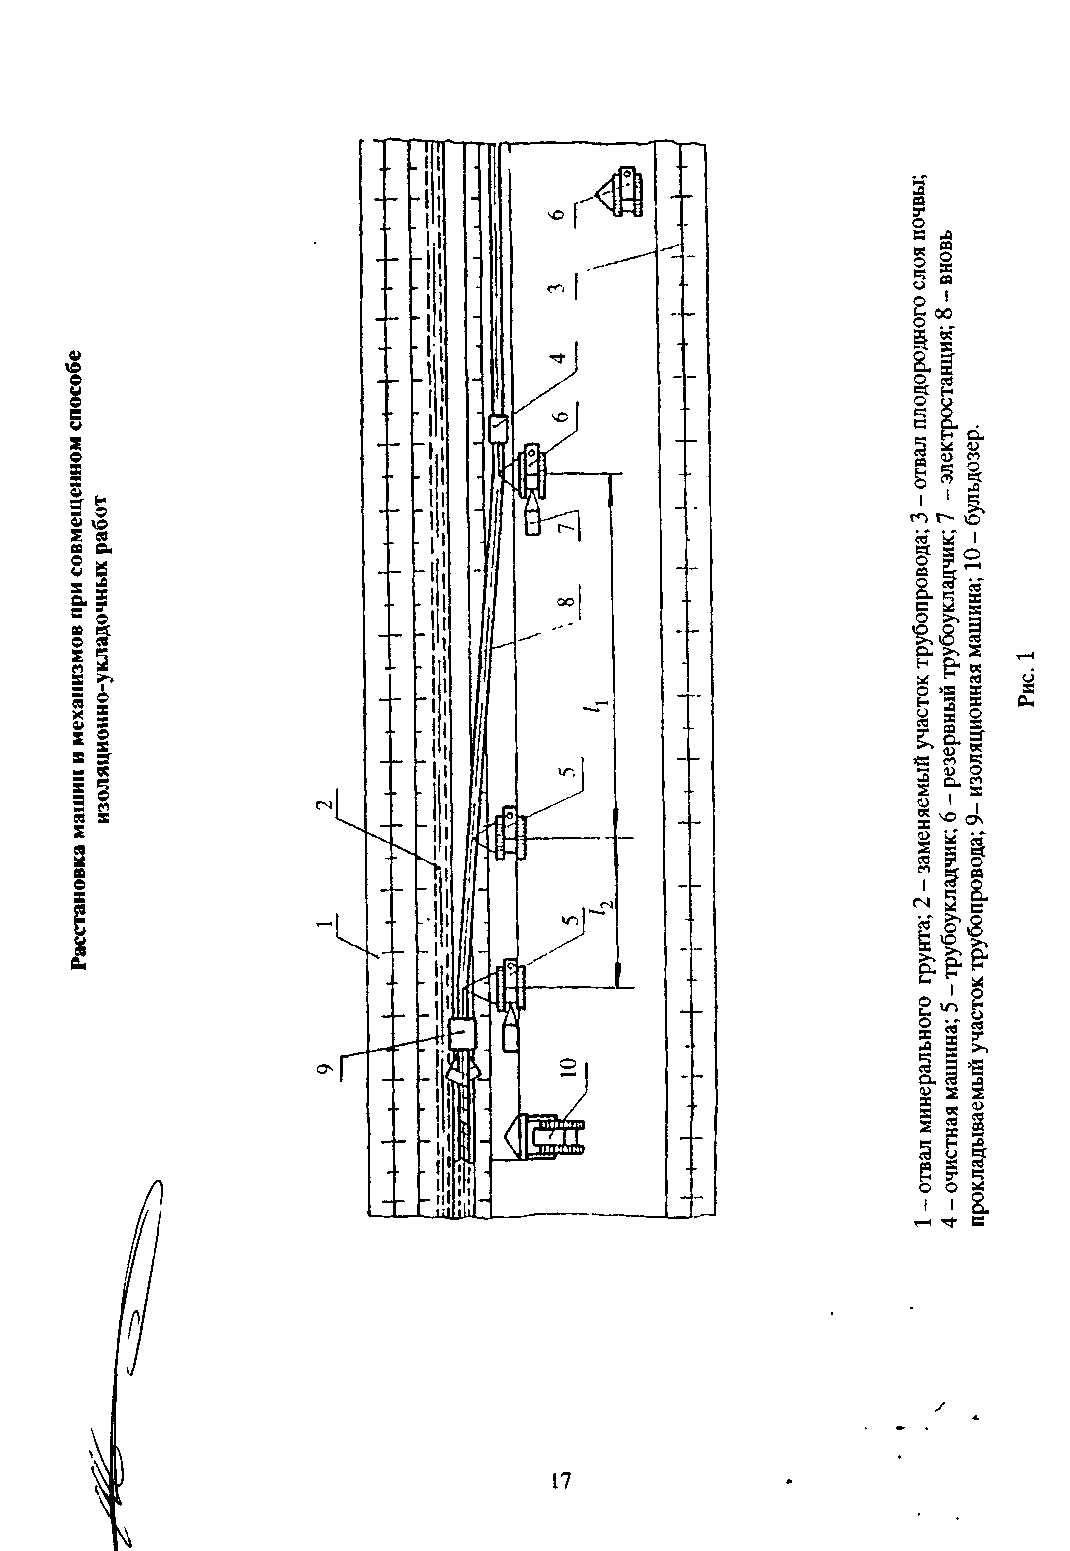 Расстановка машин и механизмов при совмещенном способе
изоляционно-укладочных работ
1
2
3
4
5
5
6
6
7
8
9
10
l1
l2
1 – отвал минерального грунта; 2 – заменяемый участок трубопровода; 3 – отвал плодородного слоя почвы;
4 – очистная машина; 5 – трубоукладчик; 6 – резервный трубоукладчик; 7 – электростанция; 8 – вновь
прокладываемый участок трубопровода; 9– изоляционная машина; 10 – бульдозер.
Рис. 1
17